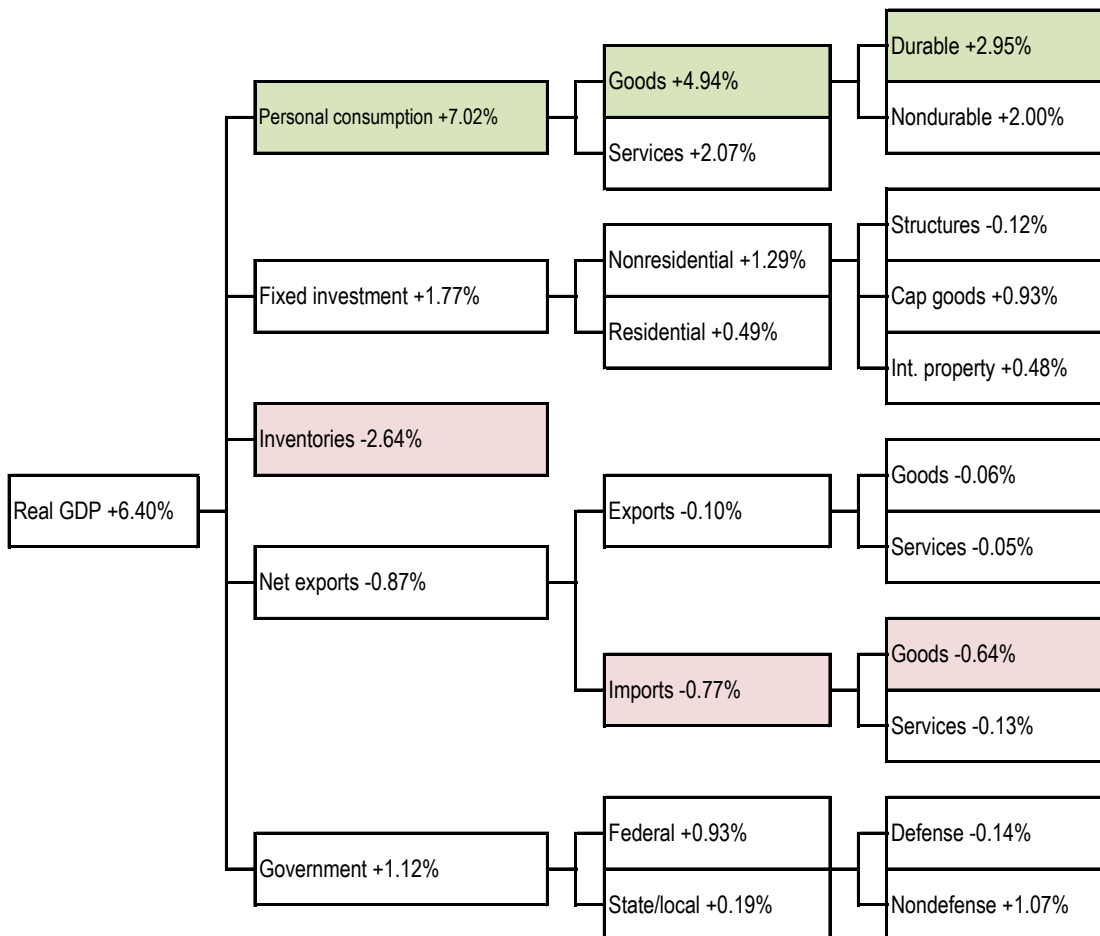 Real GDP +6.40%
Personal consumption +7.02%
Goods +4.94%
Services +2.07%
Durable +2.95%
Nondurable +2.00%
Fixed investment +1.77%
Nonresidential +1.29%
Residential +0.49%
Structures -0.12%
Cap goods +0.93%
Int. property +0.48%
Inventories -2.64%
Net exports -0.87%
Exports -0.10%
Goods -0.06%
Services -0.05%
Imports -0.77%
Goods -0.64%
Services -0.13%
Government +1.12%
Federal +0.93%
State/local +0.19%
Defense -0.14%
Nondefense +1.07%